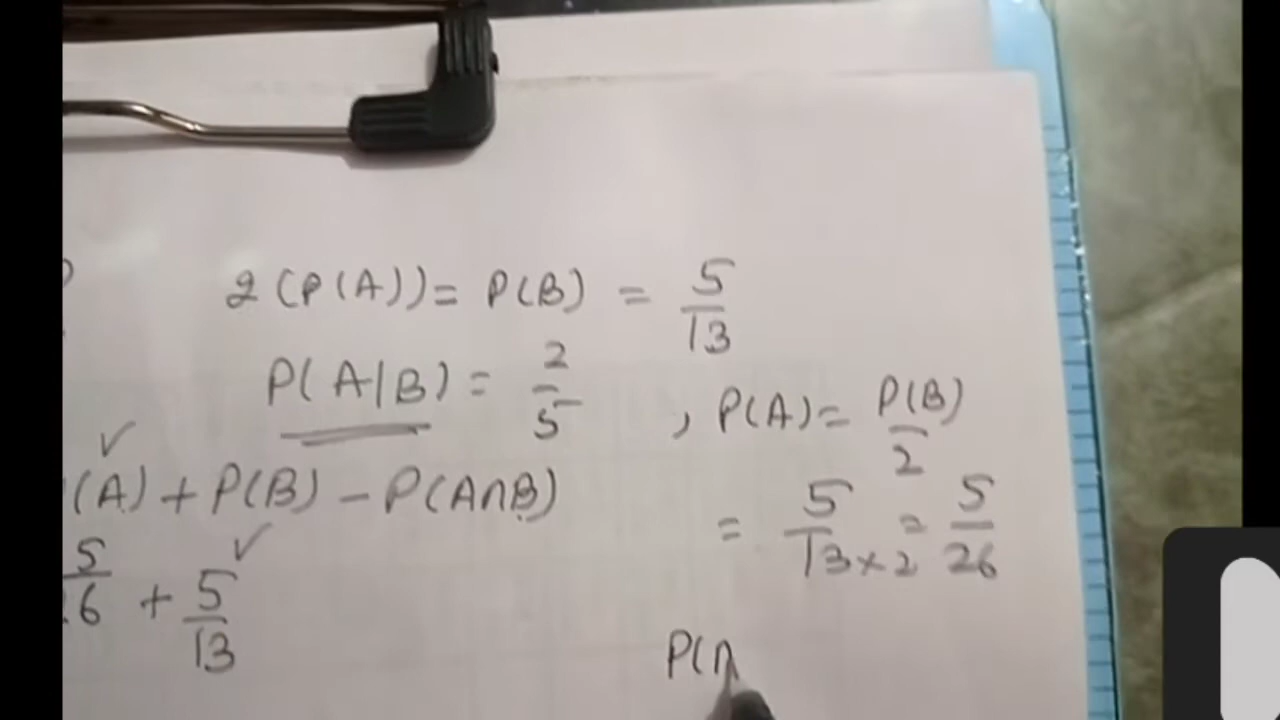 2(P(A)) = P(B) = 5/13
P(A|B) = 2/5 , P(A) = P(B)/2
(A) + P(B) - P(A∩B)
= 5/13×2 = 5/26
5/26 + 5/13
P(A